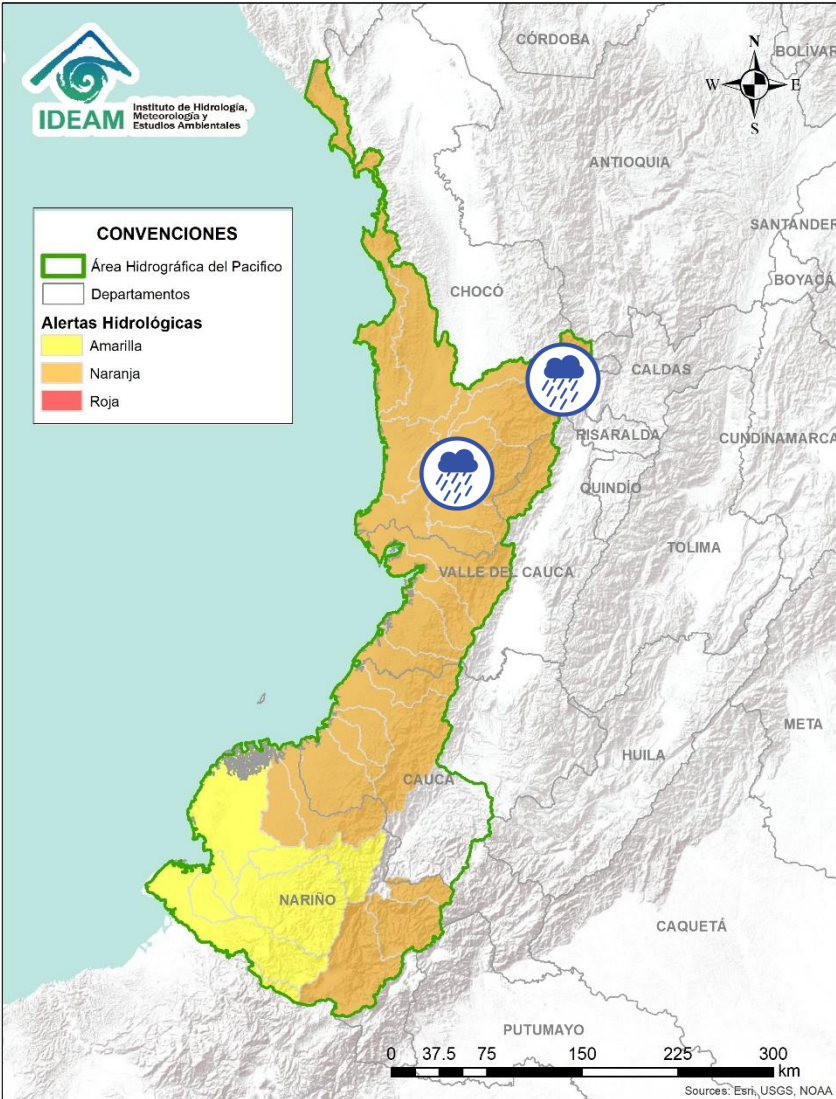 IDEAM
Instituto de Hidrología,
Meteorología y
Estudios Ambientales
N
W
E
S
CÓRDOBA
BOLÍVAR
ANTIOQUIA
SANTANDER
BOYACÁ
CONVENCIONES
Área Hidrográfica del Pacifico
Departamentos
Alertas Hidrológicas
Amarilla
Naranja
Roja
CHOCÓ
CALDAS
RISARALDA
CUNDINAMARCA
QUINDÍO
TOLIMA
VALLE DEL CAUCA
META
HUILA
CAUCA
NARIÑO
CAQUETÁ
PUTUMAYO
0 37.5 75 150 225 300
km
Sources: Esri, USGS, NOAA